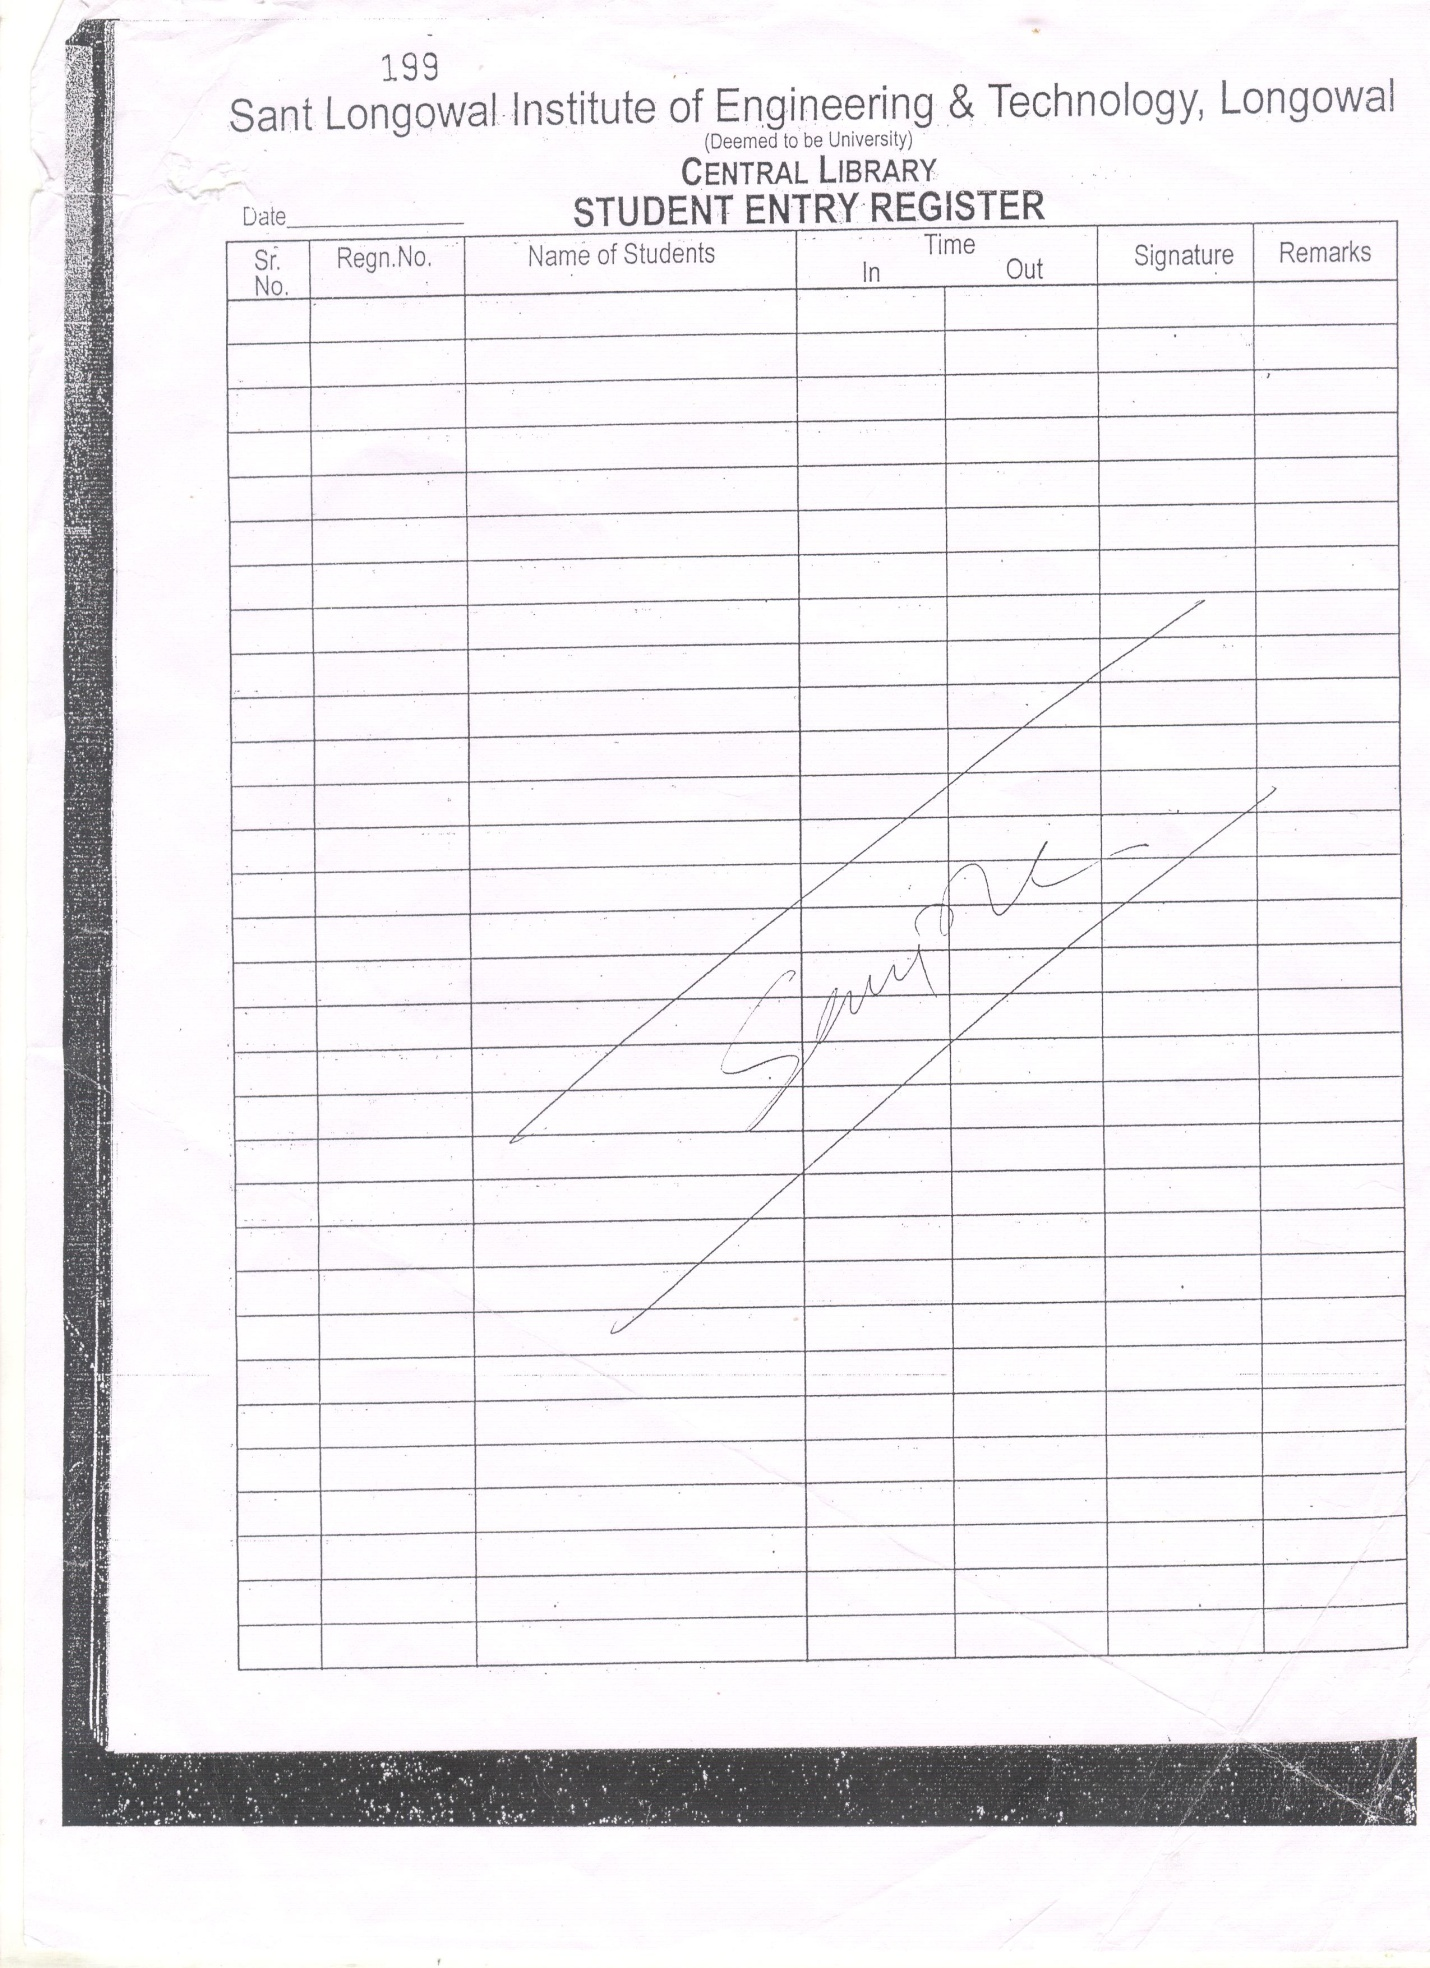 199
Sant Longowal Institute of Engineering & Technology, Longowal
(Deemed to be University)
CENTRAL LIBRARY
STUDENT ENTRY REGISTER
Date
Sr. No. Regn.No. Name of Students Time In Out Signature Remarks
Sample